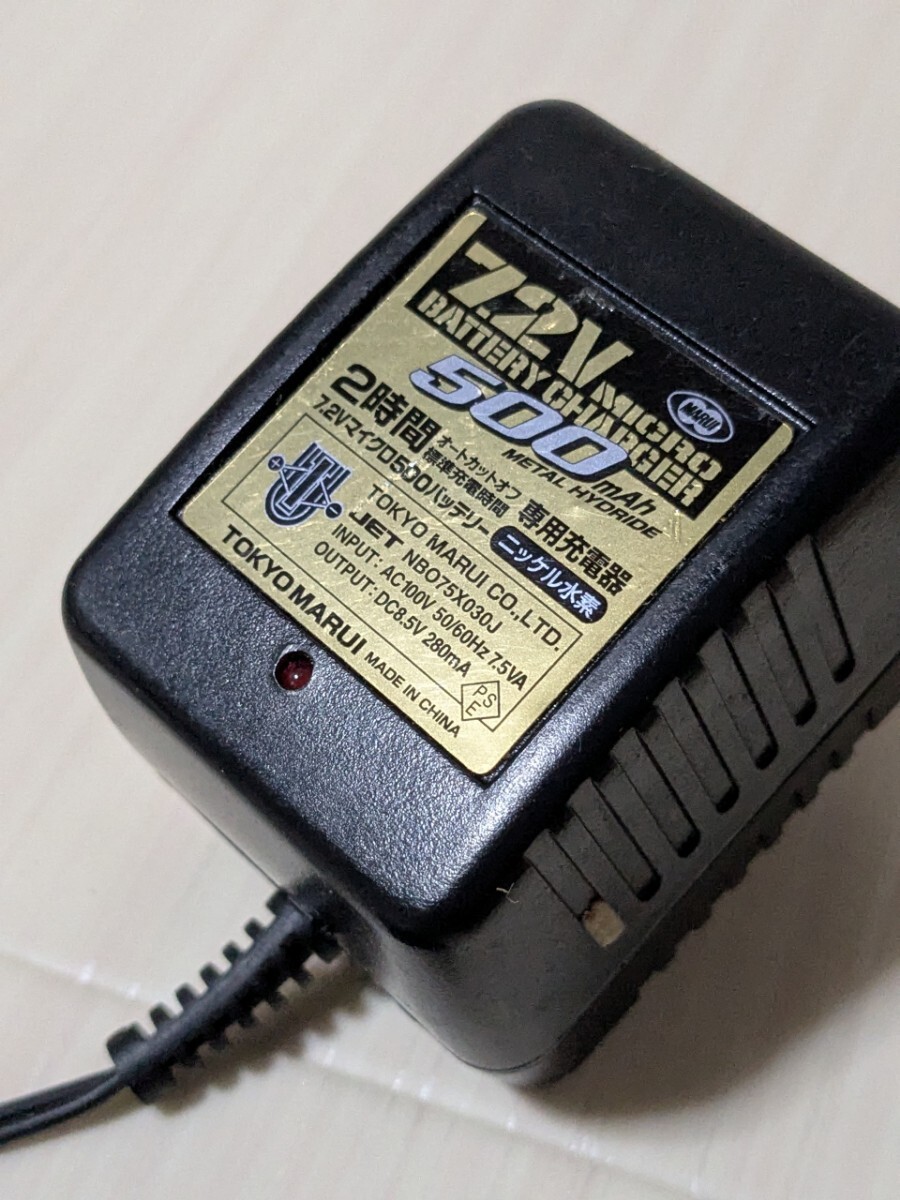 7.2V MICRO
BATTERY CHARGER
MARUI
500mAh
METAL HYDRIDE
2時間 オートカットオフ
標準充電時間 専用充電器
7.2Vマイクロ500バッテリー ニッケル水素
TOKYO MARUI CO.,LTD.
JET NBO75X030J
INPUT: AC100V 50/60Hz 7.5VA
OUTPUT: DC8.5V 280mA
PSE
TOKYO MARUI MADE IN CHINA